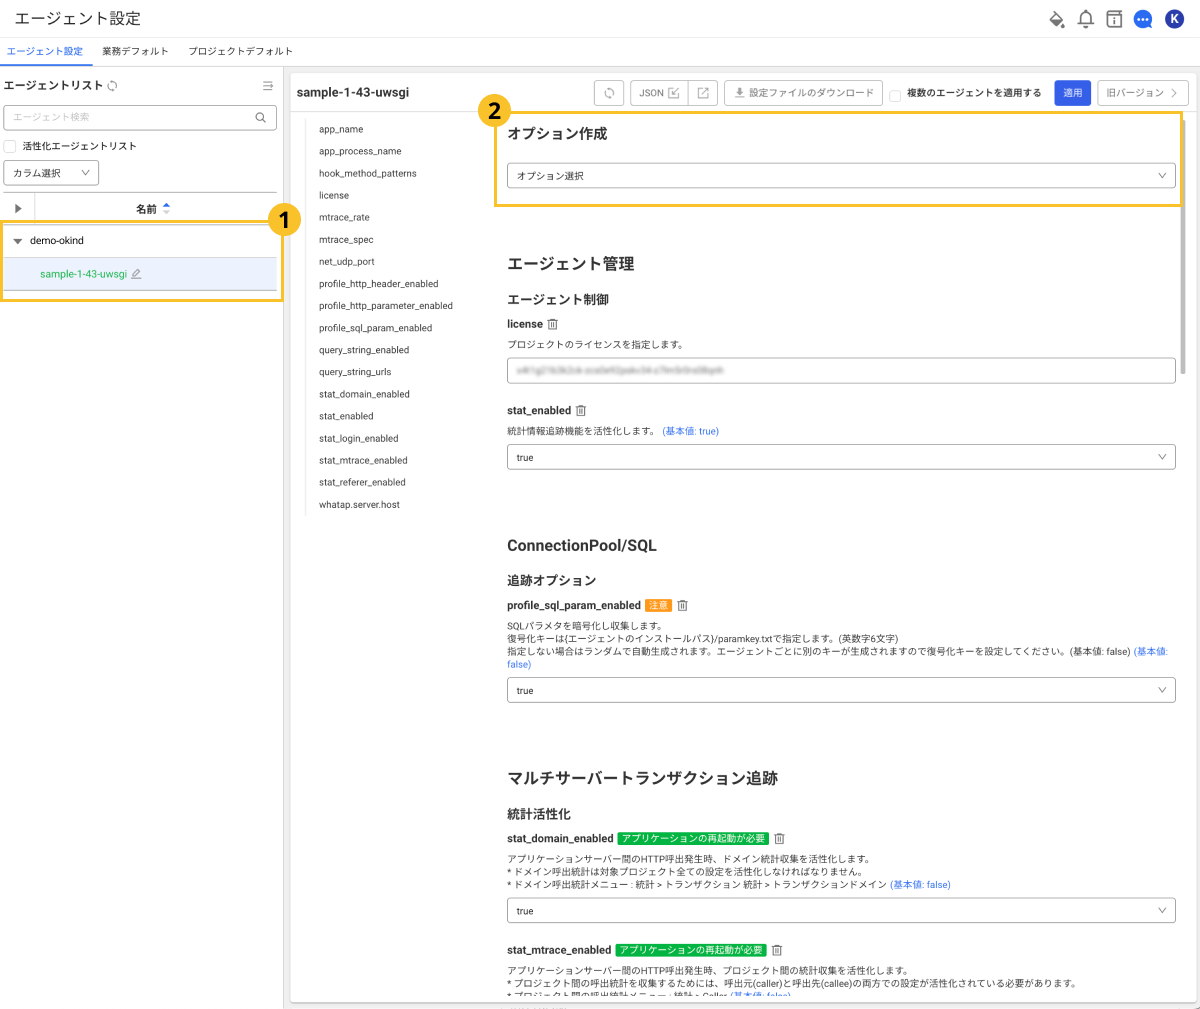 エージェント設定
K
エージェント設定 業務デフォルト プロジェクトデフォルト
エージェントリスト
エージェント検索
活性化エージェントリスト
カラム選択
名前
1
demo-okind
sample-1-43-uwsgi
sample-1-43-uwsgi
JSON
設定ファイルのダウンロード
複数のエージェントを適用する
適用
旧バージョン
app_name
app_process_name
hook_method_patterns
license
mtrace_rate
mtrace_spec
net_udp_port
profile_http_header_enabled
profile_http_parameter_enabled
profile_sql_param_enabled
query_string_enabled
query_string_urls
stat_domain_enabled
stat_enabled
stat_login_enabled
stat_mtrace_enabled
stat_referer_enabled
whatap.server.host
2
オプション作成
オプション選択
エージェント管理
エージェント制御
license
プロジェクトのライセンスを指定します。
stat_enabled
統計情報追跡機能を活性化します。 (基本値: true)
true
ConnectionPool/SQL
追跡オプション
profile_sql_param_enabled 注意
SQLパラメタを暗号化し収集します。
復号化キーは{エージェントのインストールパス}/paramkey.txtで指定します。(英数字6文字)
指定しない場合はランダムで自動生成されます。エージェントごとに別のキーが生成されますので復号化キーを設定してください。(基本値: false) (基本値:
false)
true
マルチサーバートランザクション追跡
統計活性化
stat_domain_enabled アプリケーションの再起動が必要
アプリケーションサーバー間のHTTP呼出発生時、ドメイン統計収集を活性化します。
* ドメイン呼出統計は対象プロジェクト全ての設定を活性化しなければなりません。
* ドメイン呼出統計メニュー : 統計 > トランザクション 統計 > トランザクションドメイン (基本値: false)
true
stat_mtrace_enabled アプリケーションの再起動が必要
アプリケーションサーバー間のHTTP呼出発生時、プロジェクト間の統計収集を活性化します。
* プロジェクト間の呼出統計を収集するためには、呼出元(caller)と呼出先(callee)の両方での設定が活性化されている必要があります。
* プロジェクト間の呼出統計メニュー : 統計 > Caller (基本値: false)